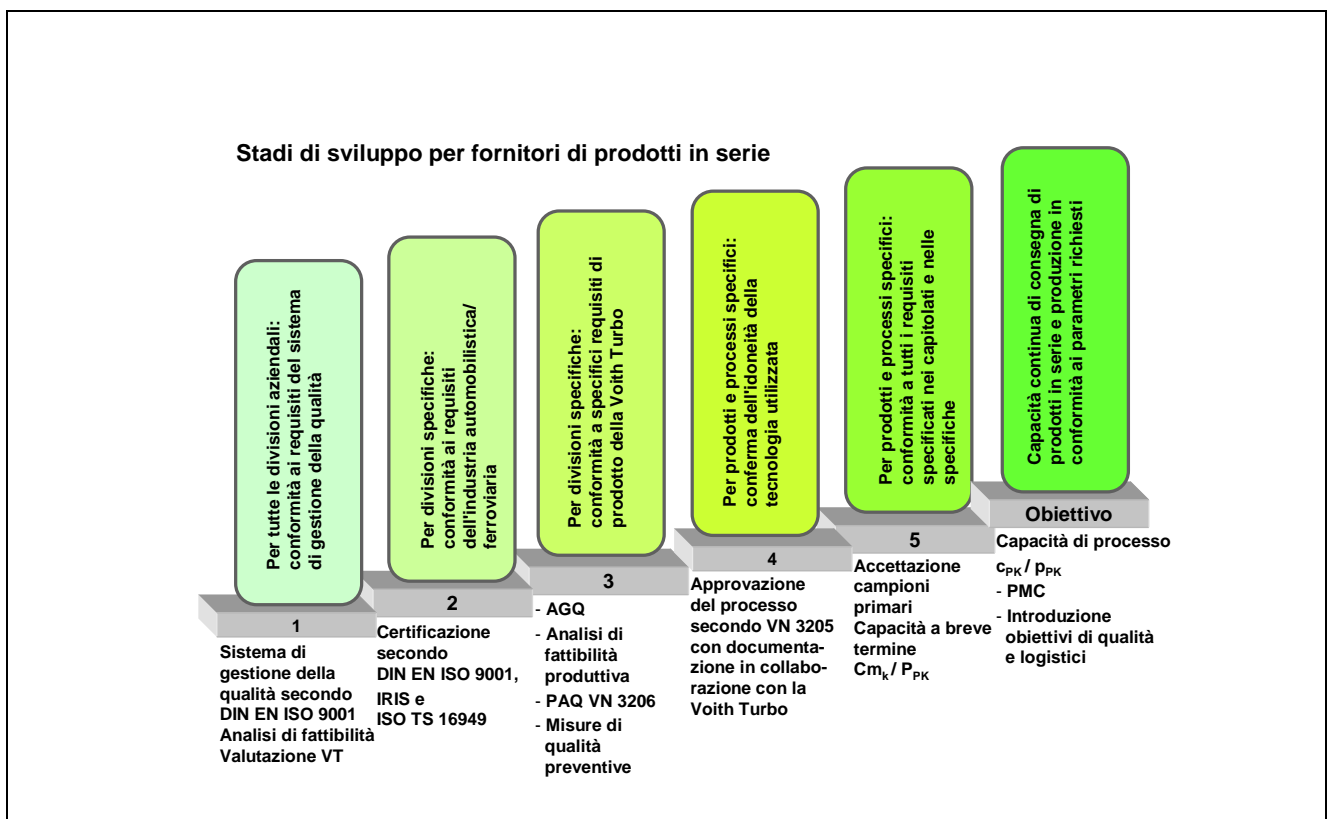 Stadi di sviluppo per fornitori di prodotti in serie
Per tutte le divisioni aziendali:
conformità ai requisiti del sistema
di gestione della qualità
1
Sistema di
gestione della
qualità secondo
DIN EN ISO 9001
Analisi di fattibilità
Valutazione VT
Per divisioni specifiche:
conformità ai requisiti
dell'industria automobilistica/
ferroviaria
2
Certificazione
secondo
DIN EN ISO 9001,
IRIS e
ISO TS 16949
Per divisioni specifiche:
conformità a specifici requisiti di
prodotto della Voith Turbo
3
- AGQ
- Analisi di
fattibilità
produttiva
- PAQ VN 3206
- Misure di
qualità
preventive
Per prodotti e processi specifici:
conferma dell'idoneità della
tecnologia utilizzata
4
Approvazione
del processo
secondo VN 3205
con documenta-
zione in collabo-
razione con la
Voith Turbo
Per prodotti e processi specifici:
conformità a tutti i requisiti
specificati nei capitolati e nelle
specifiche
5
Accettazione
campioni
primari
Capacità a breve
termine
Cmk / PPK
Capacità continua di consegna di
prodotti in serie e produzione in
conformità ai parametri richiesti
Obiettivo
Capacità di processo
cPK / pPK
- PMC
- Introduzione
obiettivi di qualità
e logistici